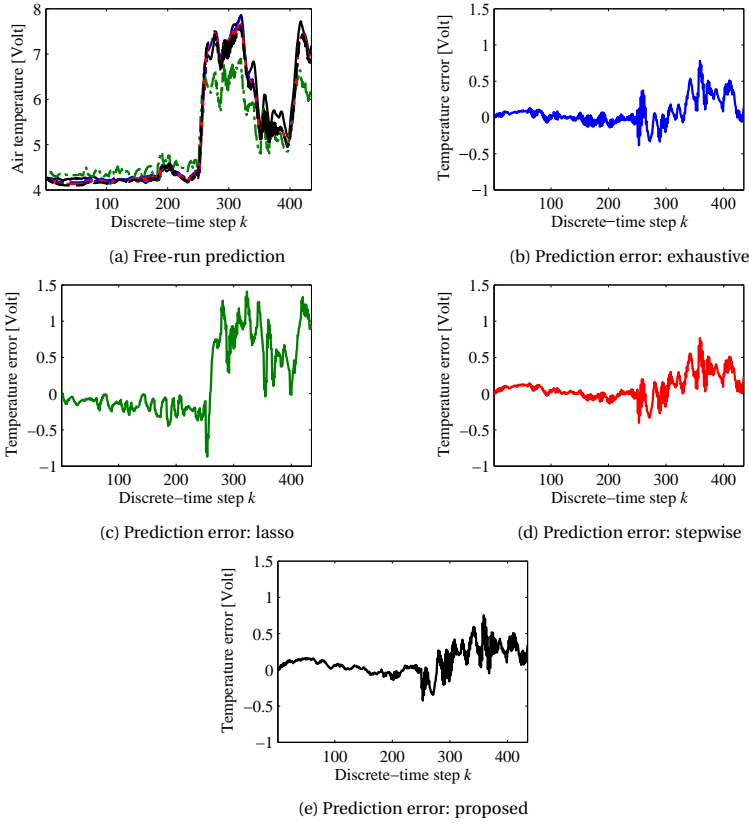 8
7
6
5
4
Air temperature [Volt]
100 200 300 400
Discrete−time step k
(a) Free-run prediction
1.5
1
0.5
0
−0.5
−1
Temperature error [Volt]
100 200 300 400
Discrete−time step k
(b) Prediction error: exhaustive
1.5
1
0.5
0
−0.5
−1
Temperature error [Volt]
100 200 300 400
Discrete−time step k
(c) Prediction error: lasso
1.5
1
0.5
0
−0.5
−1
Temperature error [Volt]
100 200 300 400
Discrete−time step k
(d) Prediction error: stepwise
1.5
1
0.5
0
−0.5
−1
Temperature error [Volt]
100 200 300 400
Discrete−time step k
(e) Prediction error: proposed